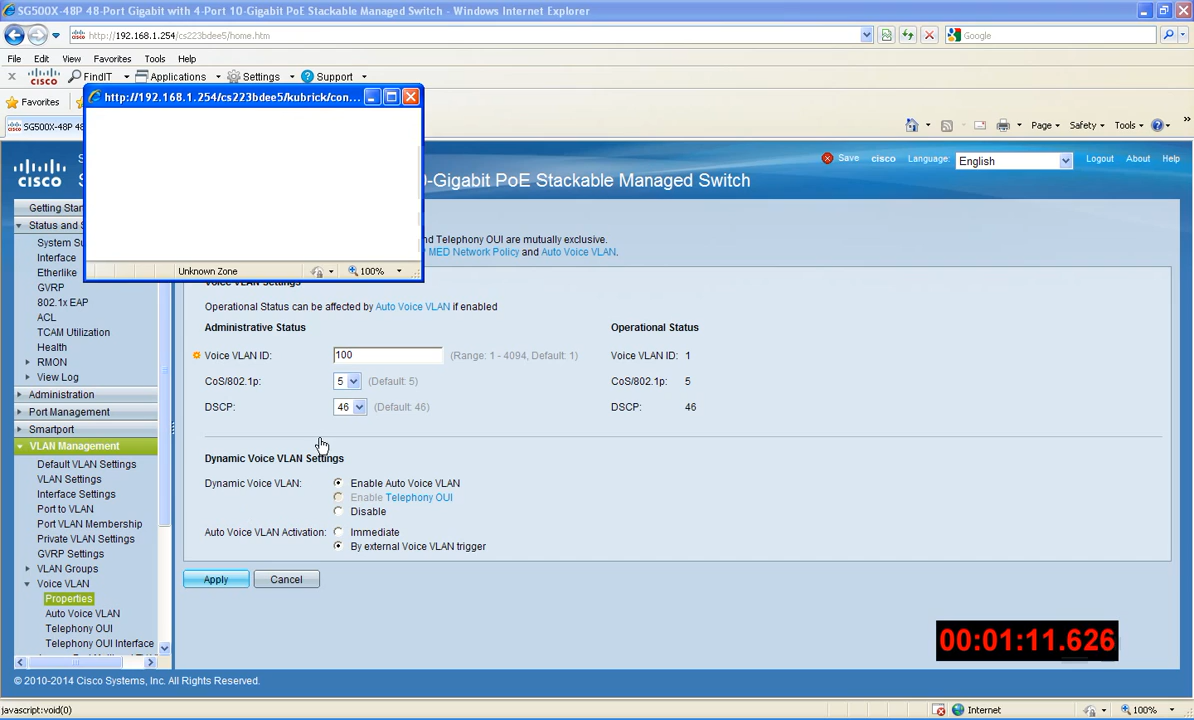 SG500X-48P 48-Port Gigabit with 4-Port 10-Gigabit PoE Stackable Managed Switch - Windows Internet Explorer
http://192.168.1.254/cs223bdee5/home.htm
Google
File Edit View Favorites Tools Help
x CISCO FindIT Applications Settings Support
Favorites
http://192.168.1.254/cs223bdee5/kubrick/con...
SG500X-48P 48
Page Safety Tools
Unknown Zone 100%
CISCO
Save cisco Language: English Logout About Help
0-Gigabit PoE Stackable Managed Switch
nd Telephony OUI are mutually exclusive.
MED Network Policy and Auto Voice VLAN.
Getting Star
Status and S
System Su
Interface
Etherlike
GVRP
802.1x EAP
ACL
TCAM Utilization
Health
RMON
View Log
Administration
Port Management
Smartport
VLAN Management
Default VLAN Settings
VLAN Settings
Interface Settings
Port to VLAN
Port VLAN Membership
Private VLAN Settings
GVRP Settings
VLAN Groups
Voice VLAN
Properties
Auto Voice VLAN
Telephony OUI
Telephony OUI Interface
Voice VLAN Settings
Operational Status can be affected by Auto Voice VLAN if enabled
Administrative Status Operational Status
Voice VLAN ID: 100 (Range: 1 - 4094, Default: 1) Voice VLAN ID: 1
CoS/802.1p: 5 (Default: 5) CoS/802.1p: 5
DSCP: 46 (Default: 46) DSCP: 46
Dynamic Voice VLAN Settings
Dynamic Voice VLAN: Enable Auto Voice VLAN
Enable Telephony OUI
Disable
Auto Voice VLAN Activation: Immediate
By external Voice VLAN trigger
Apply Cancel
00:01:11.626
© 2010-2014 Cisco Systems, Inc. All Rights Reserved.
javascript:void(0) Internet 100%